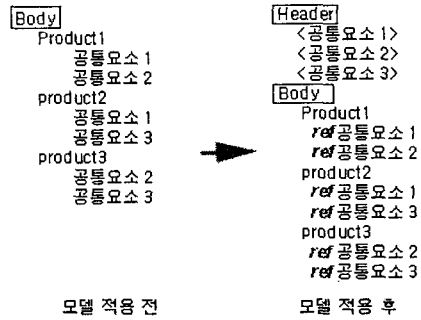 Body
Product1
공통요소 1
공통요소 2
product2
공통요소 1
공통요소 3
product3
공통요소 2
공통요소 3
모델 적용 전
Header
<공통요소 1>
<공통요소 2>
<공통요소 3>
Body
Product1
ref 공통요소 1
ref 공통요소 2
product2
ref 공통요소 1
ref 공통요소 3
product3
ref 공통요소 2
ref 공통요소 3
모델 적용 후